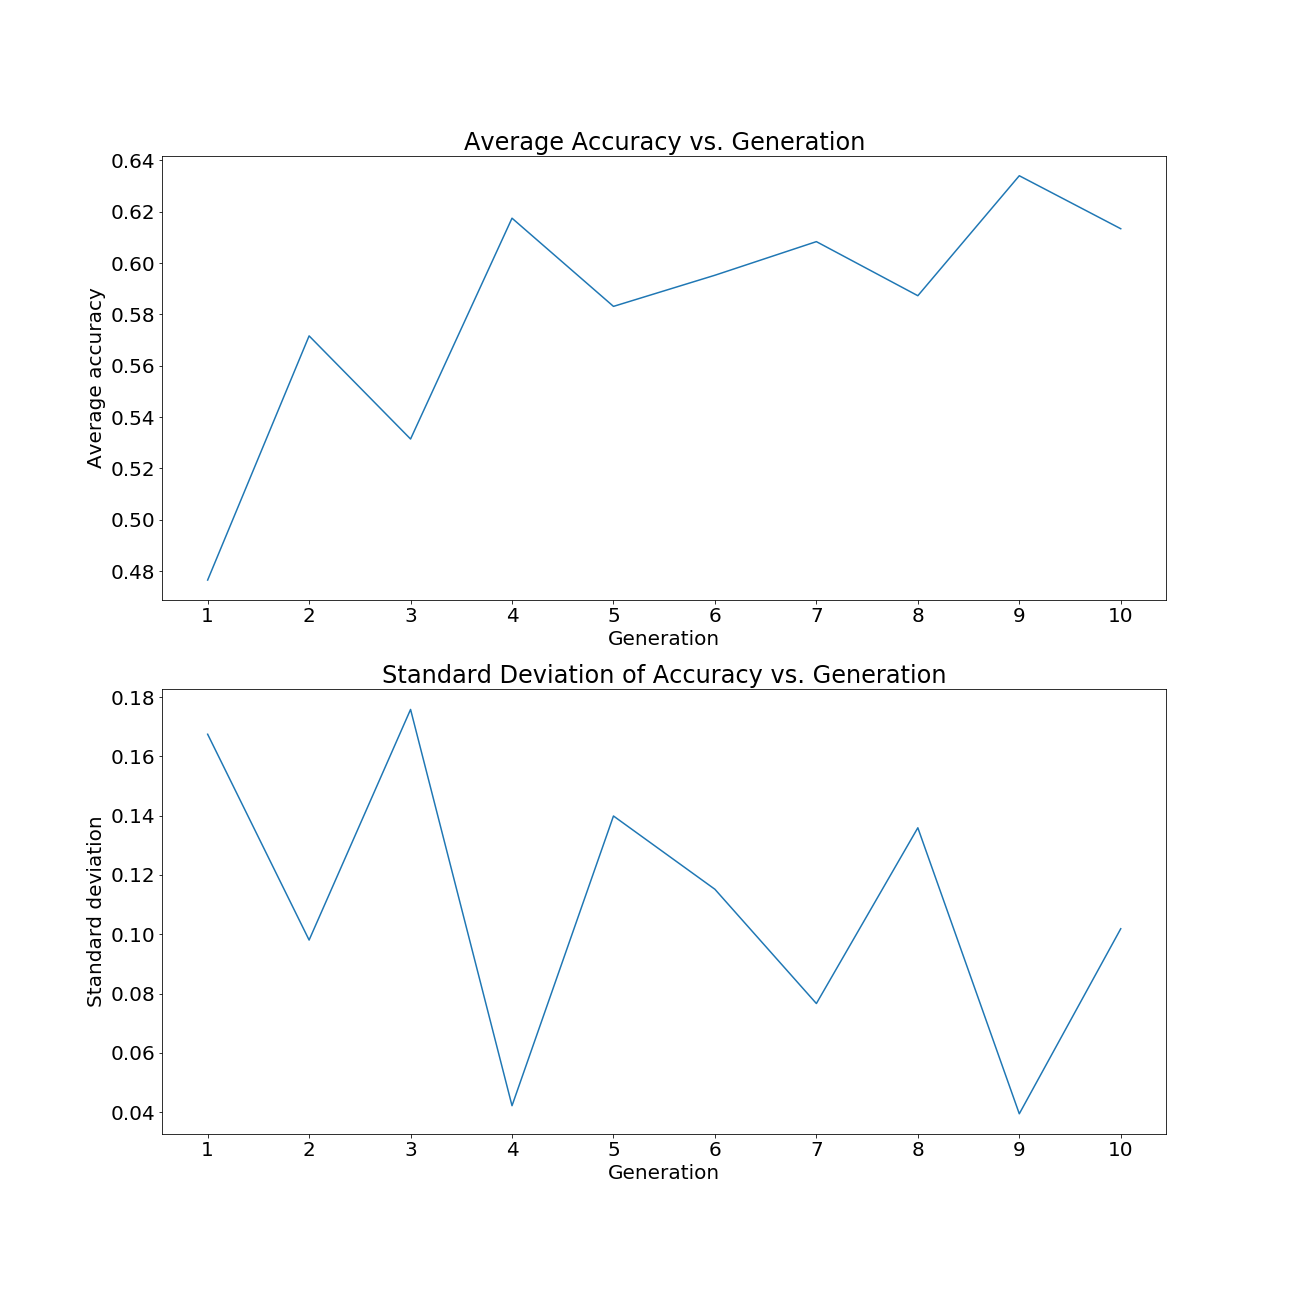 Average Accuracy vs. Generation
0.64
0.62
0.60
0.58
0.56
0.54
0.52
0.50
0.48
Average accuracy
1 2 3 4 5 6 7 8 9 10
Generation
Standard Deviation of Accuracy vs. Generation
0.18
0.16
0.14
0.12
0.10
0.08
0.06
0.04
Standard deviation
1 2 3 4 5 6 7 8 9 10
Generation